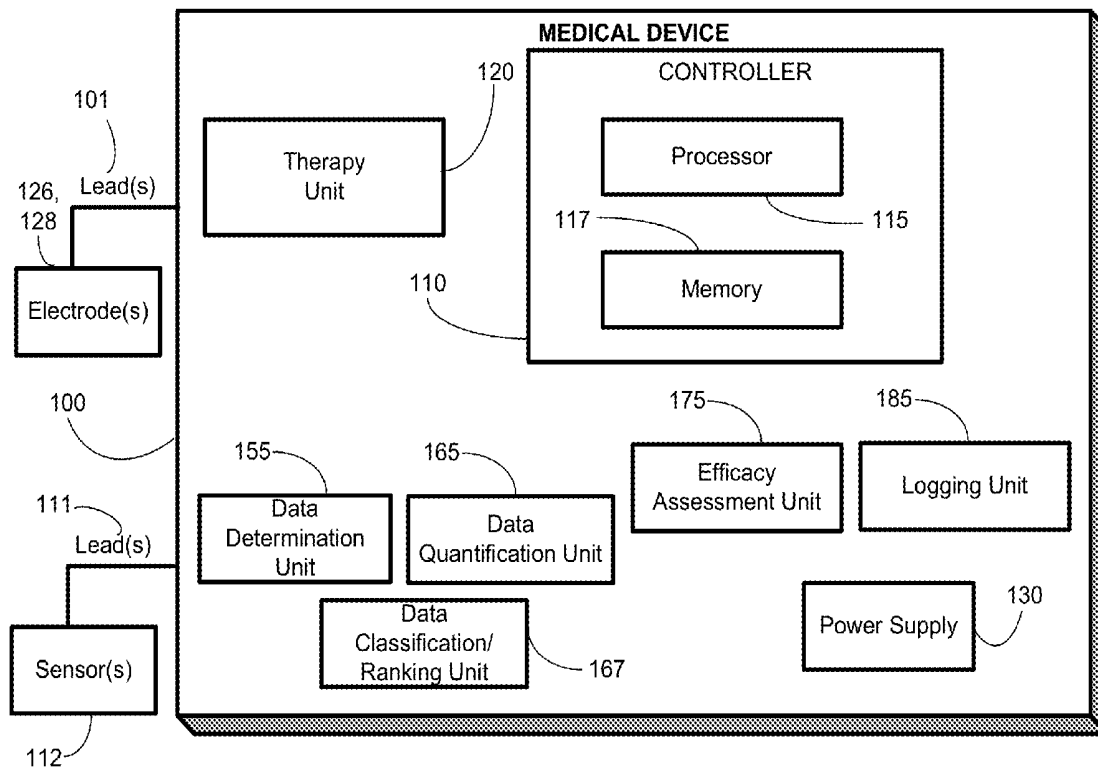 MEDICAL DEVICE
CONTROLLER
120
101
Therapy
Unit
Processor
Lead(s)
126,
128
117
115
Electrode(s)
110
Memory
100
175
185
155
165
Efficacy
Assessment Unit
Logging Unit
Data
Determination
Unit
Data
Quantification Unit
111
Lead(s)
Data
Classification/
Ranking Unit
167
Power Supply
130
Sensor(s)
112